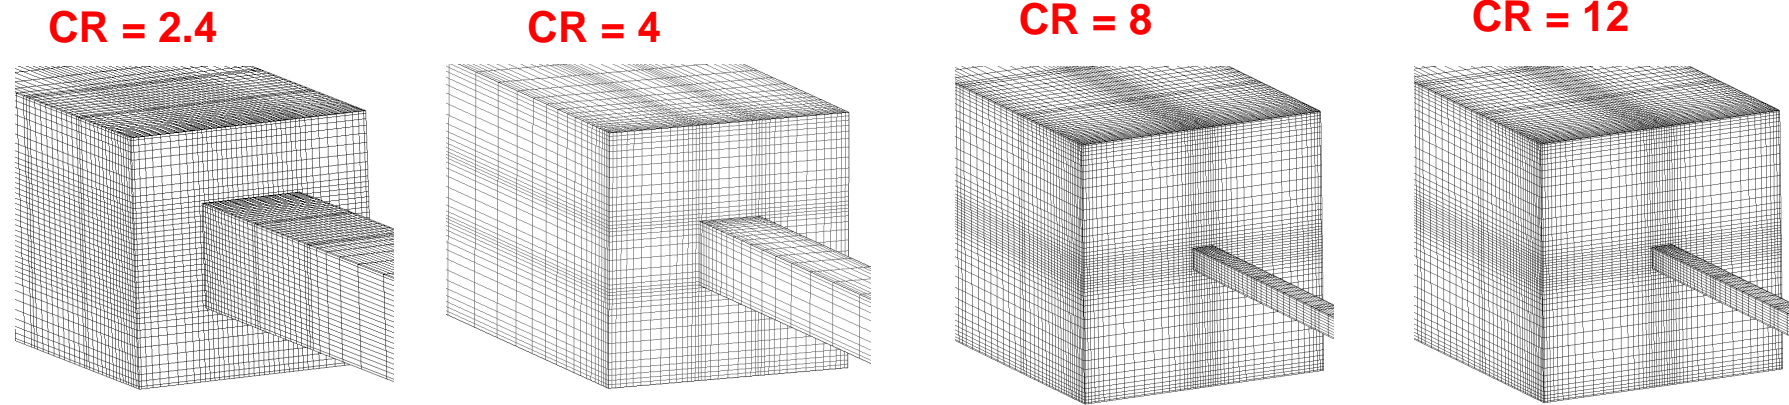 CR = 2.4
CR = 4
CR = 8
CR = 12